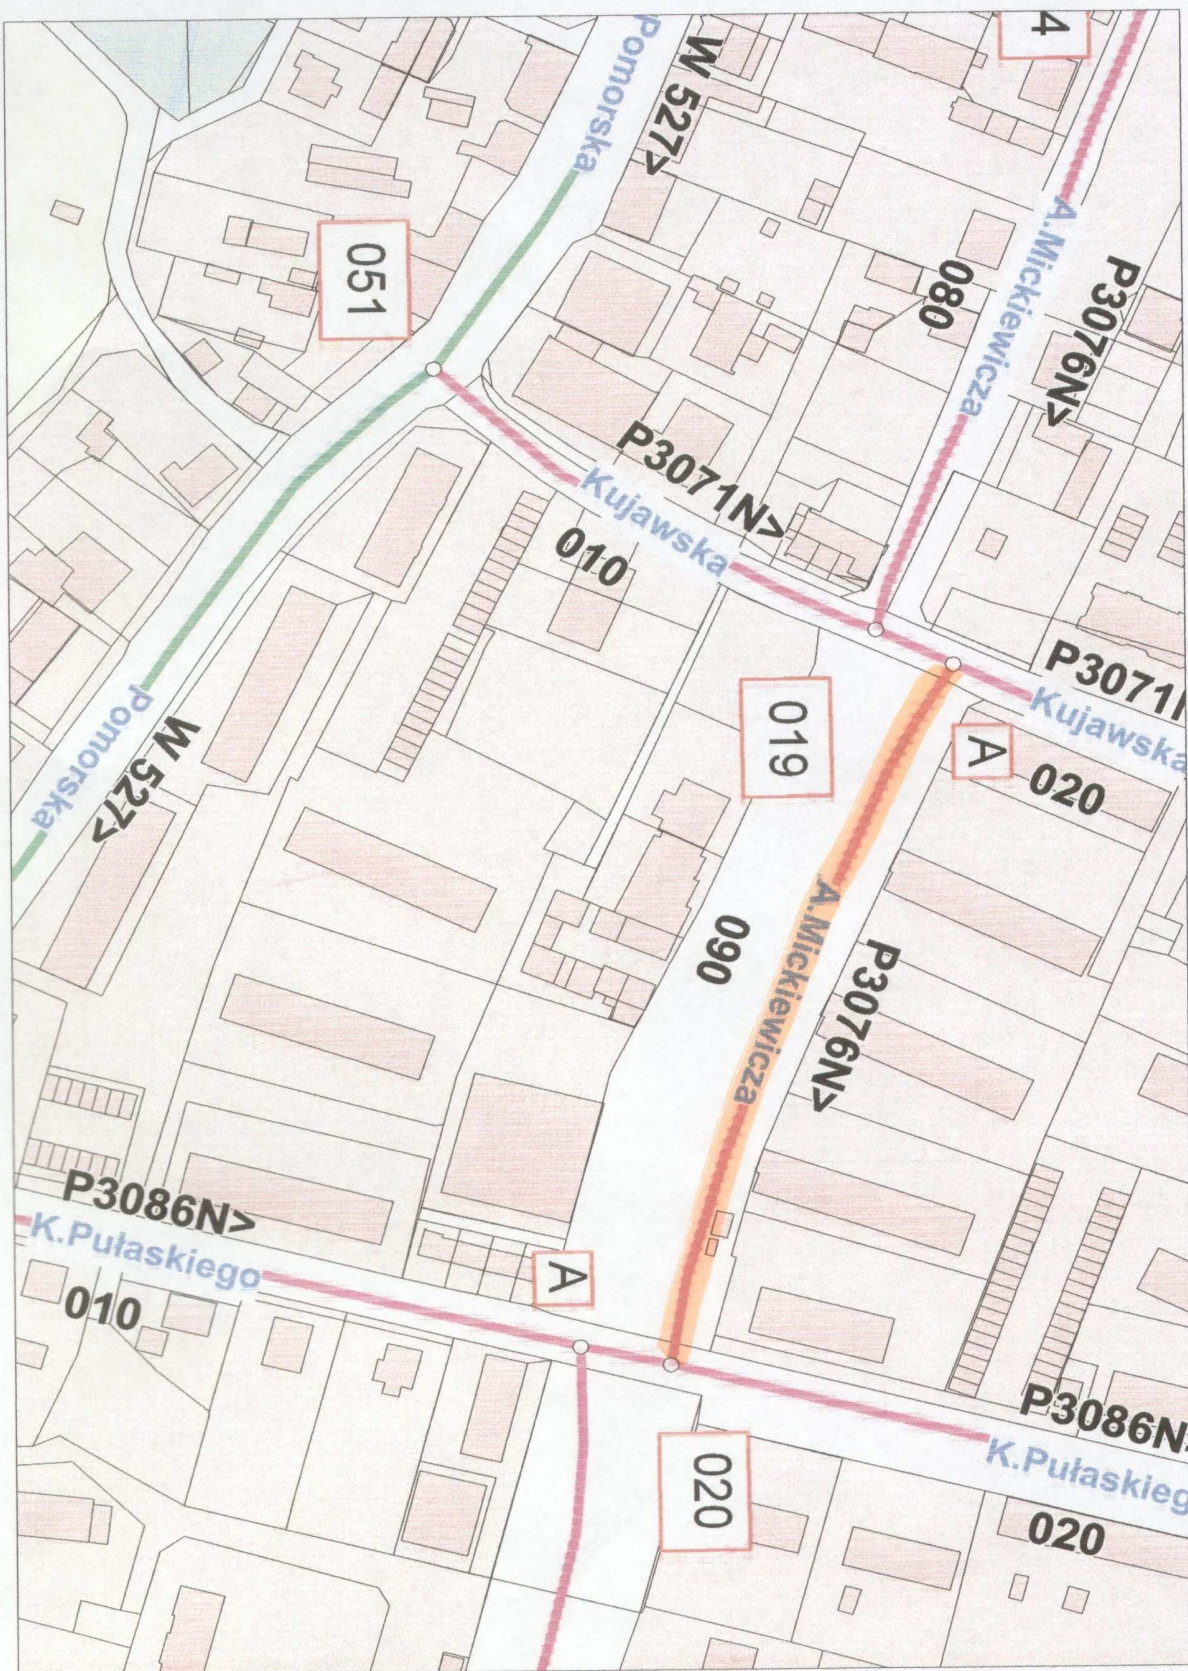 4
Pomorska
W 527>
A.Mickiewicza
P3076N>
080
051
P3071N>
Kujawska
010
P3071N
Kujawska
019
A
020
Pomorska
W 527>
A.Mickiewicza
090
P3076N>
P3086N>
K.Pułaskiego
010
A
P3086N>
K.Pułaskieg
020
020